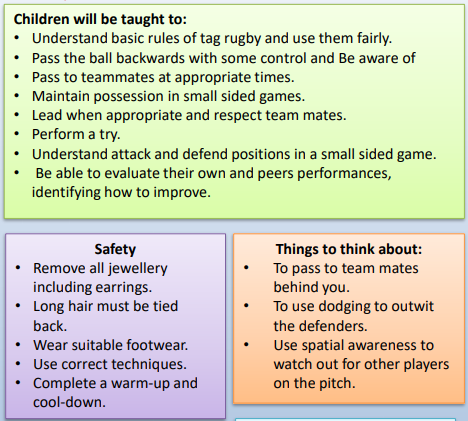 Children will be taught to:
• Understand basic rules of tag rugby and use them fairly.
• Pass the ball backwards with some control and Be aware of
• Pass to teammates at appropriate times.
• Maintain possession in small sided games.
• Lead when appropriate and respect team mates.
• Perform a try.
• Understand attack and defend positions in a small sided game.
• Be able to evaluate their own and peers performances,
identifying how to improve.
Safety
• Remove all jewellery
including earrings.
• Long hair must be tied
back.
• Wear suitable footwear.
• Use correct techniques.
• Complete a warm-up and
cool-down.
Things to think about:
• To pass to team mates
behind you.
• To use dodging to outwit
the defenders.
• Use spatial awareness to
watch out for other players
on the pitch.